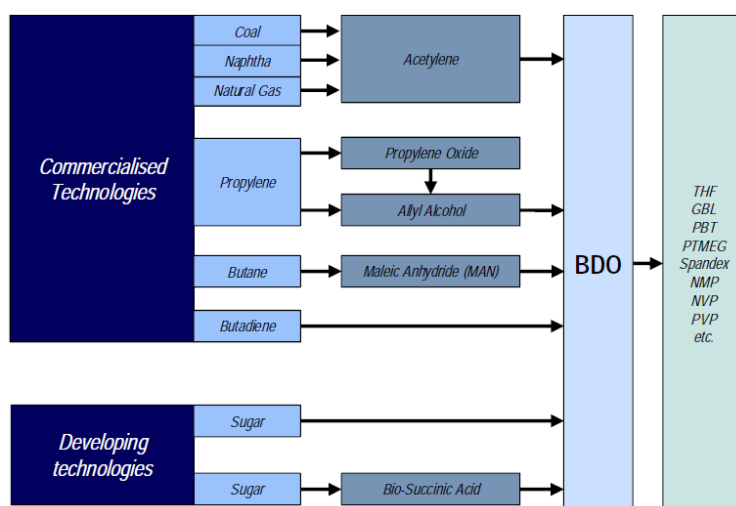 Commercialised
Technologies
Coal
Naphtha
Natural Gas
Acetylene
Propylene
Propylene Oxide
Allyl Alcohol
Butane
Maleic Anhydride (MAN)
Butadiene
Developing
technologies
Sugar
Sugar
Bio-Succinic Acid
BDO
THF
GBL
PBT
PTMEG
Spandex
NMP
NVP
PVP
etc.